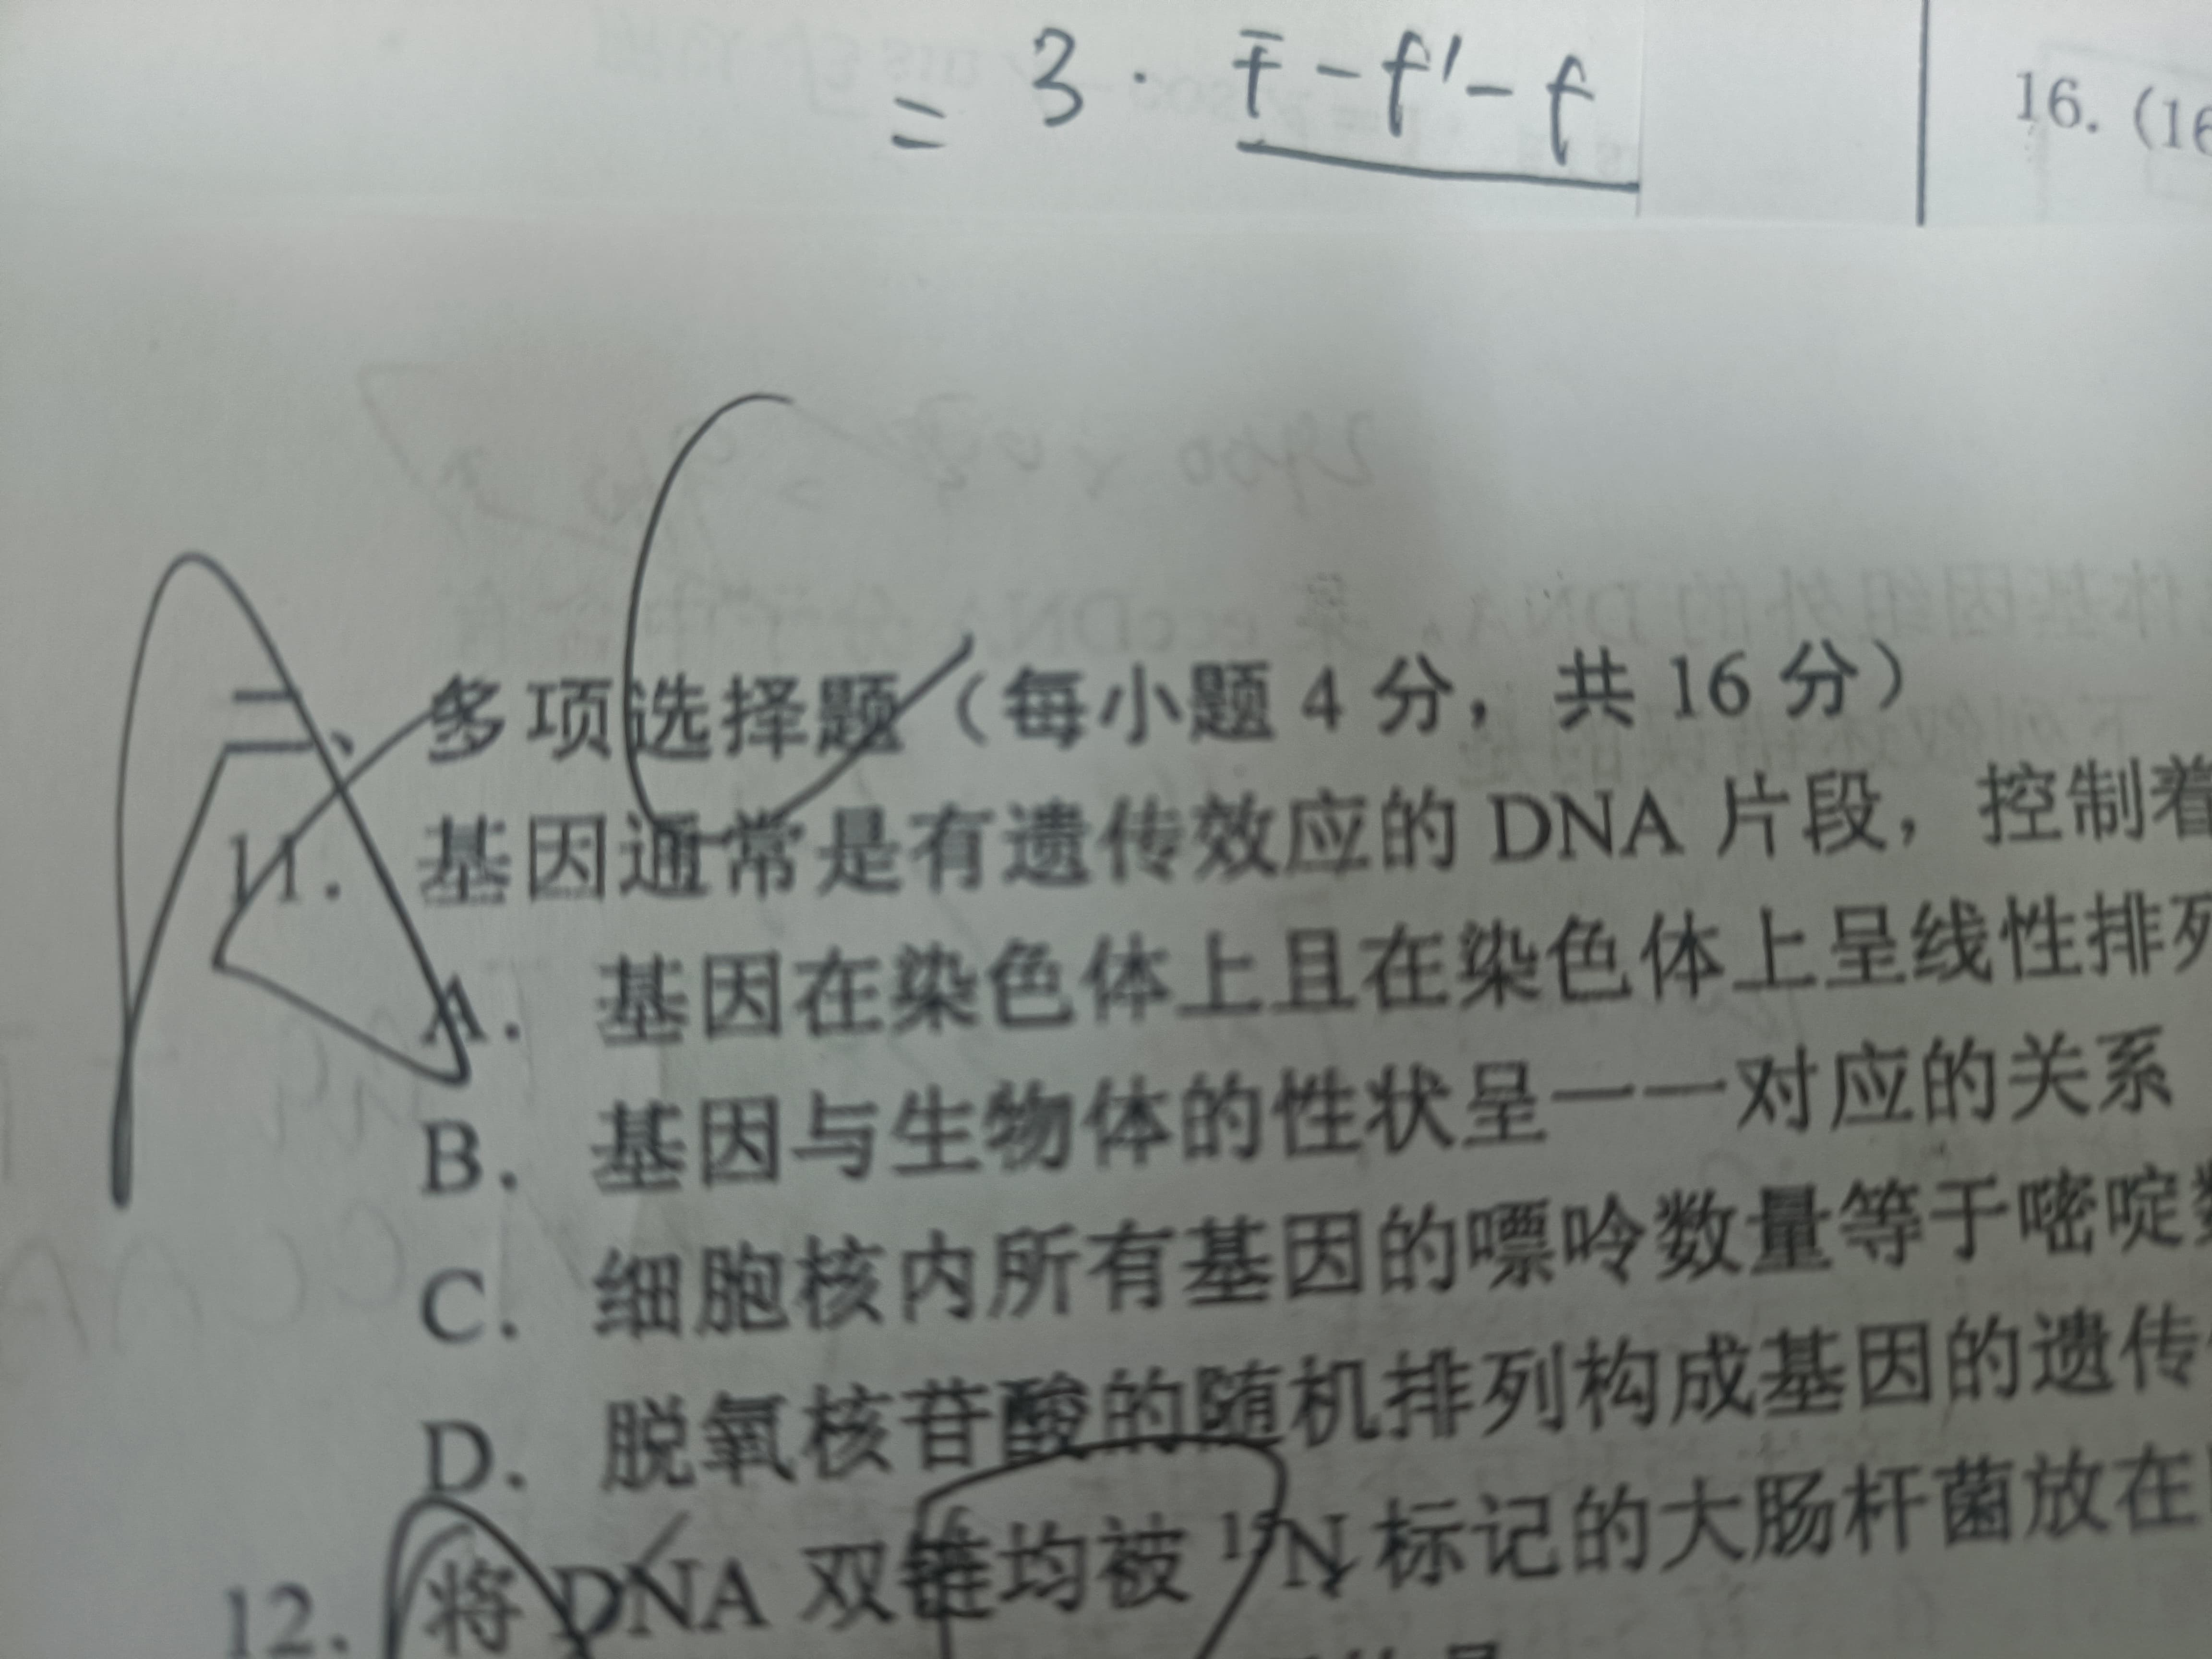 = 3 · F - f' - f
16. (16
二、多项选择题（每小题 4 分，共 16 分）
11. 基因通常是有遗传效应的 DNA 片段，控制着
A. 基因在染色体上且在染色体上呈线性排列
B. 基因与生物体的性状呈一一对应的关系
C. 细胞核内所有基因的嘌呤数量等于嘧啶数
D. 脱氧核苷酸的随机排列构成基因的遗传
12. 将 DNA 双链均被 ¹⁵N 标记的大肠杆菌放在
AC